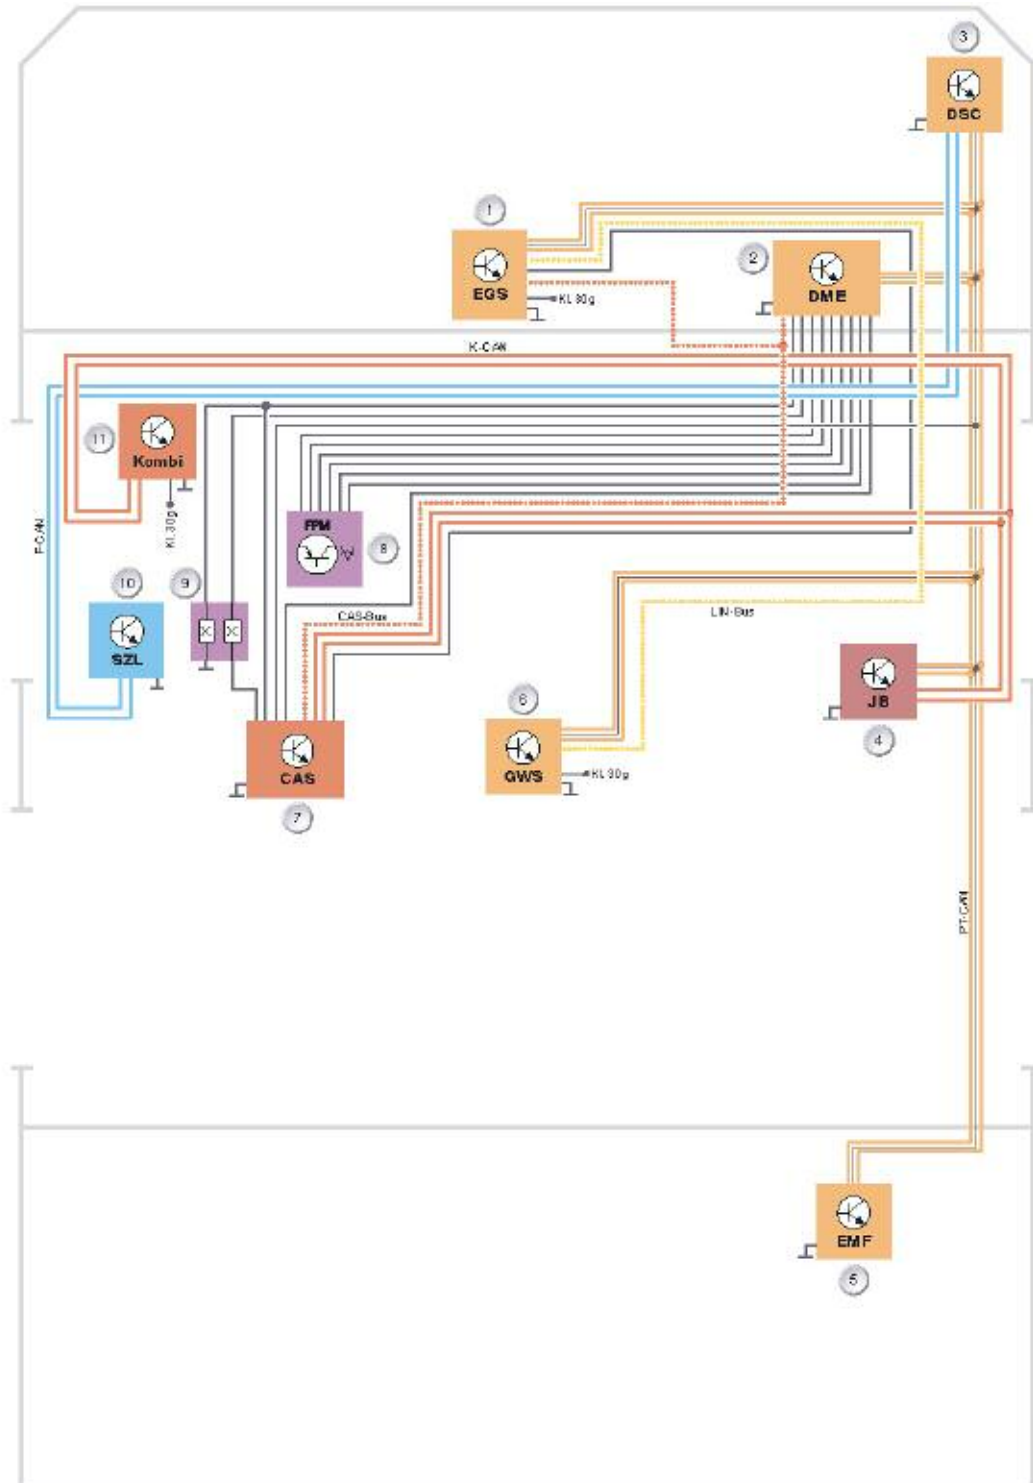 3
DSC
1
EGS
KL 30g
2
DME
K-CAN
11
Kombi
KL 30g
F-CAN
FPM
8
10
SZL
9
CAS-Bus
LIN-Bus
JB
4
6
GWS
KL 30g
CAS
7
PT-CAN
EMF
5